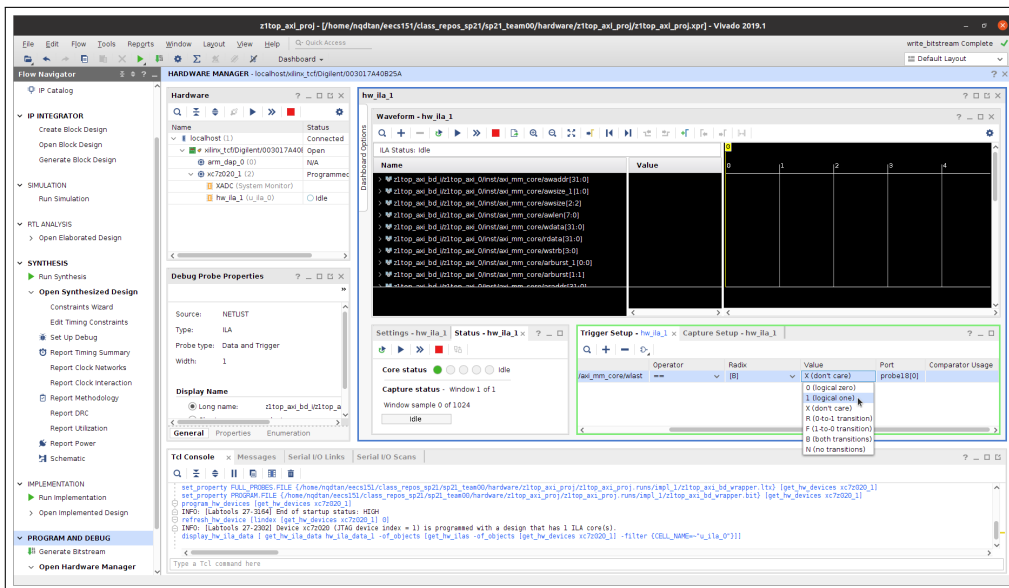 z1top_axi_proj - [/home/nqdtan/eecs151/class_repos_sp21/sp21_team00/hardware/z1top_axi_proj/z1top_axi_proj.xpr] - Vivado 2019.1
File Edit Flow Tools Reports Window Layout View Help Q- Quick Access
write_bitstream Complete
Dashboard
Default Layout
Flow Navigator
HARDWARE MANAGER - localhost/xilinx_tcf/Digilent/003017A40B25A
IP Catalog
IP INTEGRATOR
Create Block Design
Open Block Design
Generate Block Design
SIMULATION
Run Simulation
RTL ANALYSIS
Open Elaborated Design
SYNTHESIS
Run Synthesis
Open Synthesized Design
Constraints Wizard
Edit Timing Constraints
Set Up Debug
Report Timing Summary
Report Clock Networks
Report Clock Interaction
Report Methodology
Report DRC
Report Utilization
Report Power
Schematic
IMPLEMENTATION
Run Implementation
Open Implemented Design
PROGRAM AND DEBUG
Generate Bitstream
Open Hardware Manager
Hardware
Name Status
localhost (1) Connected
xilinx_tcf/Digilent/003017A40B Open
arm_dap_0 (0) N/A
xc7z020_1 (2) Programmed
XADC (System Monitor)
hw_ila_1 (u_ila_0) Idle
Debug Probe Properties
Source: NETLIST
Type: ILA
Probe type: Data and Trigger
Width: 1
Display Name
Long name: z1top_axi_bd_i/z1top_a
General Properties Enumeration
hw_ila_1
Dashboard Options
Waveform - hw_ila_1
ILA Status: Idle
Name Value
0
0 1 2 3 4
z1top_axi_bd_i/z1top_axi_0/inst/axi_mm_core/awaddr[31:0]
z1top_axi_bd_i/z1top_axi_0/inst/axi_mm_core/awsize_1[1:0]
z1top_axi_bd_i/z1top_axi_0/inst/axi_mm_core/awsize[2:2]
z1top_axi_bd_i/z1top_axi_0/inst/axi_mm_core/awlen[7:0]
z1top_axi_bd_i/z1top_axi_0/inst/axi_mm_core/wdata[31:0]
z1top_axi_bd_i/z1top_axi_0/inst/axi_mm_core/rdata[31:0]
z1top_axi_bd_i/z1top_axi_0/inst/axi_mm_core/wstrb[3:0]
z1top_axi_bd_i/z1top_axi_0/inst/axi_mm_core/arburst_1[0:0]
z1top_axi_bd_i/z1top_axi_0/inst/axi_mm_core/arburst[1:1]
Settings - hw_ila_1 Status - hw_ila_1
Core status Idle
Capture status - Window 1 of 1
Window sample 0 of 1024
Idle
Trigger Setup - hw_ila_1 Capture Setup - hw_ila_1
Operator Radix Value Port Comparator Usage
/axi_mm_core/wlast == [B] X (don't care) probe18[0]
0 (logical zero)
1 (logical one)
X (don't care)
R (0-to-1 transition)
F (1-to-0 transition)
B (both transitions)
N (no transitions)
Tcl Console Messages Serial I/O Links Serial I/O Scans
set_property FULL_PROBES.FILE {/home/nqdtan/eecs151/class_repos_sp21/sp21_team00/hardware/z1top_axi_proj/z1top_axi_proj.runs/impl_1/z1top_axi_bd_wrapper.ltx} [get_hw_devices xc7z020_1]
set_property PROGRAM.FILE {/home/nqdtan/eecs151/class_repos_sp21/sp21_team00/hardware/z1top_axi_proj/z1top_axi_proj.runs/impl_1/z1top_axi_bd_wrapper.bit} [get_hw_devices xc7z020_1]
program_hw_devices [get_hw_devices xc7z020_1]
INFO: [Labtools 27-3164] End of startup status: HIGH
refresh_hw_device [lindex [get_hw_devices xc7z020_1] 0]
INFO: [Labtools 27-2302] Device xc7z020 (JTAG device index = 1) is programmed with a design that has 1 ILA core(s).
display_hw_ila_data [ get_hw_ila_data hw_ila_data_1 -of_objects [get_hw_ilas -of_objects [get_hw_devices xc7z020_1] -filter {CELL_NAME=~"u_ila_0"}]]
Type a Tcl command here